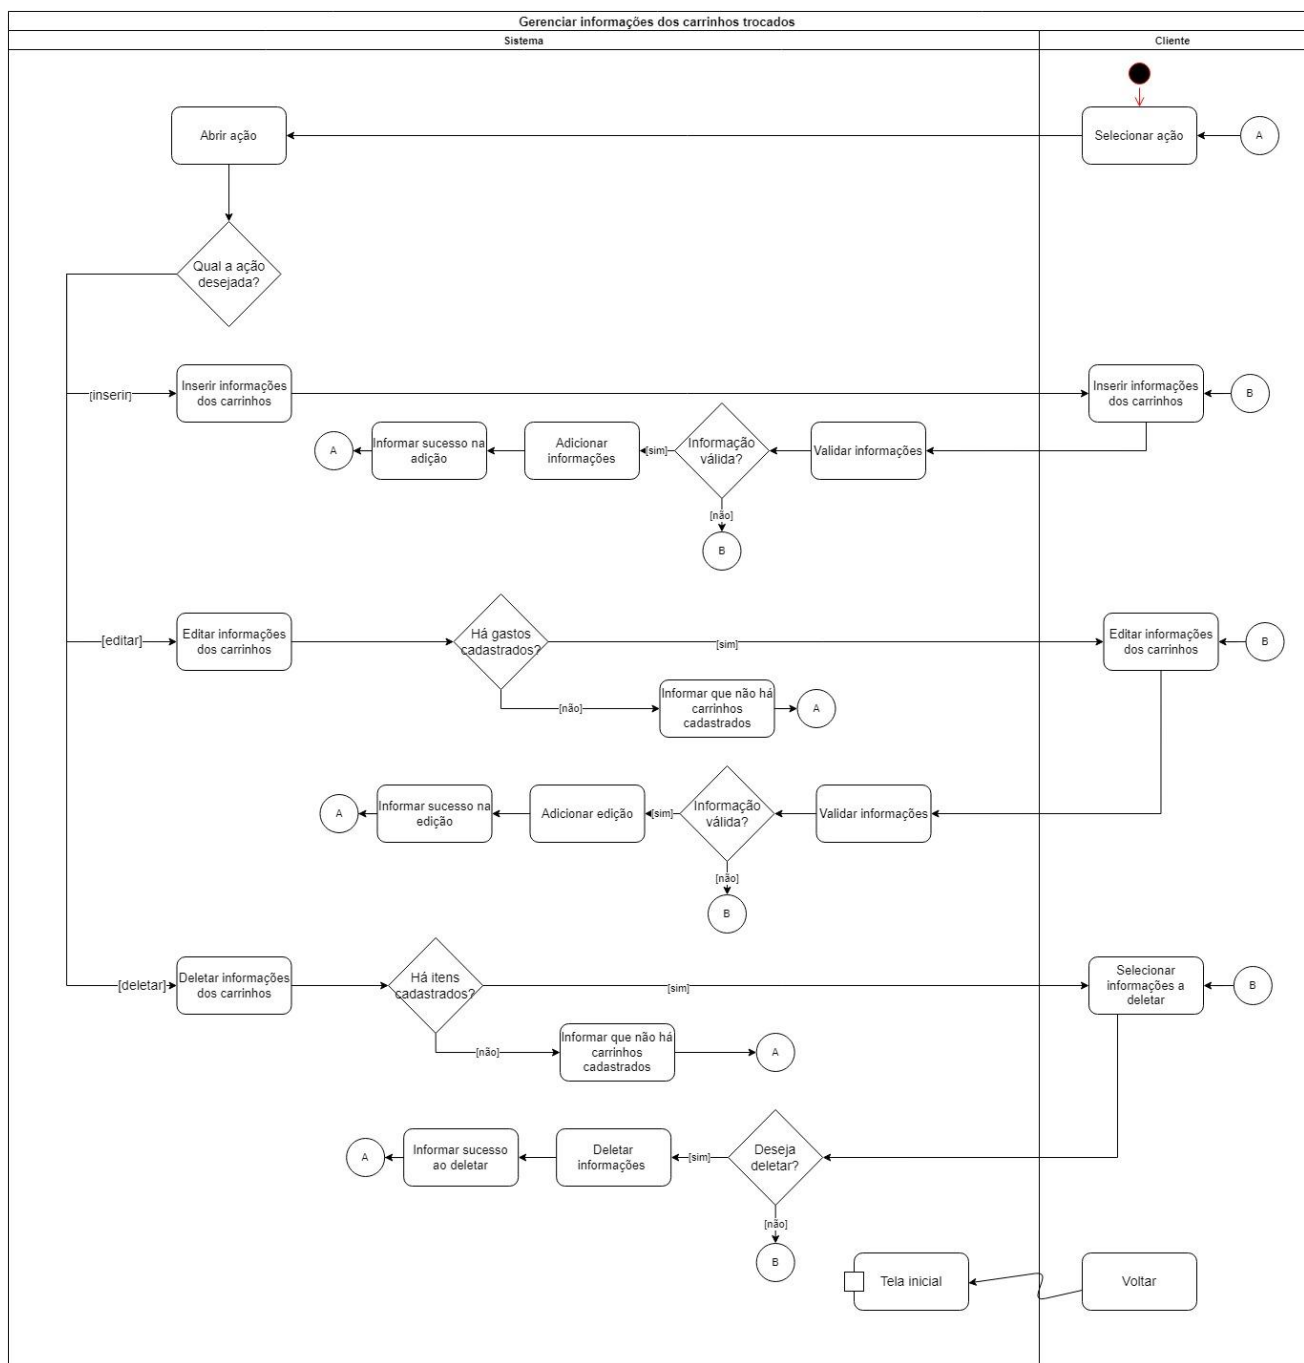 Gerenciar informações dos carrinhos trocados
Sistema
Cliente
Abrir ação
Selecionar ação
A
Qual a ação
desejada?
[inserir]
Inserir informações
dos carrinhos
Inserir informações
dos carrinhos
B
A
Informar sucesso na
adição
Adicionar
informações
[sim]
Informação
válida?
Validar informações
[não]
B
[editar]
Editar informações
dos carrinhos
Há gastos
cadastrados?
[sim]
Editar informações
dos carrinhos
B
[não]
Informar que não há
carrinhos
cadastrados
A
A
Informar sucesso na
edição
Adicionar edição
[sim]
Informação
válida?
Validar informações
[não]
B
[deletar]
Deletar informações
dos carrinhos
Há itens
cadastrados?
[sim]
Selecionar
informações a
deletar
B
[não]
Informar que não há
carrinhos
cadastrados
A
A
Informar sucesso
ao deletar
Deletar
informações
[sim]
Deseja
deletar?
[não]
B
Tela inicial
Voltar